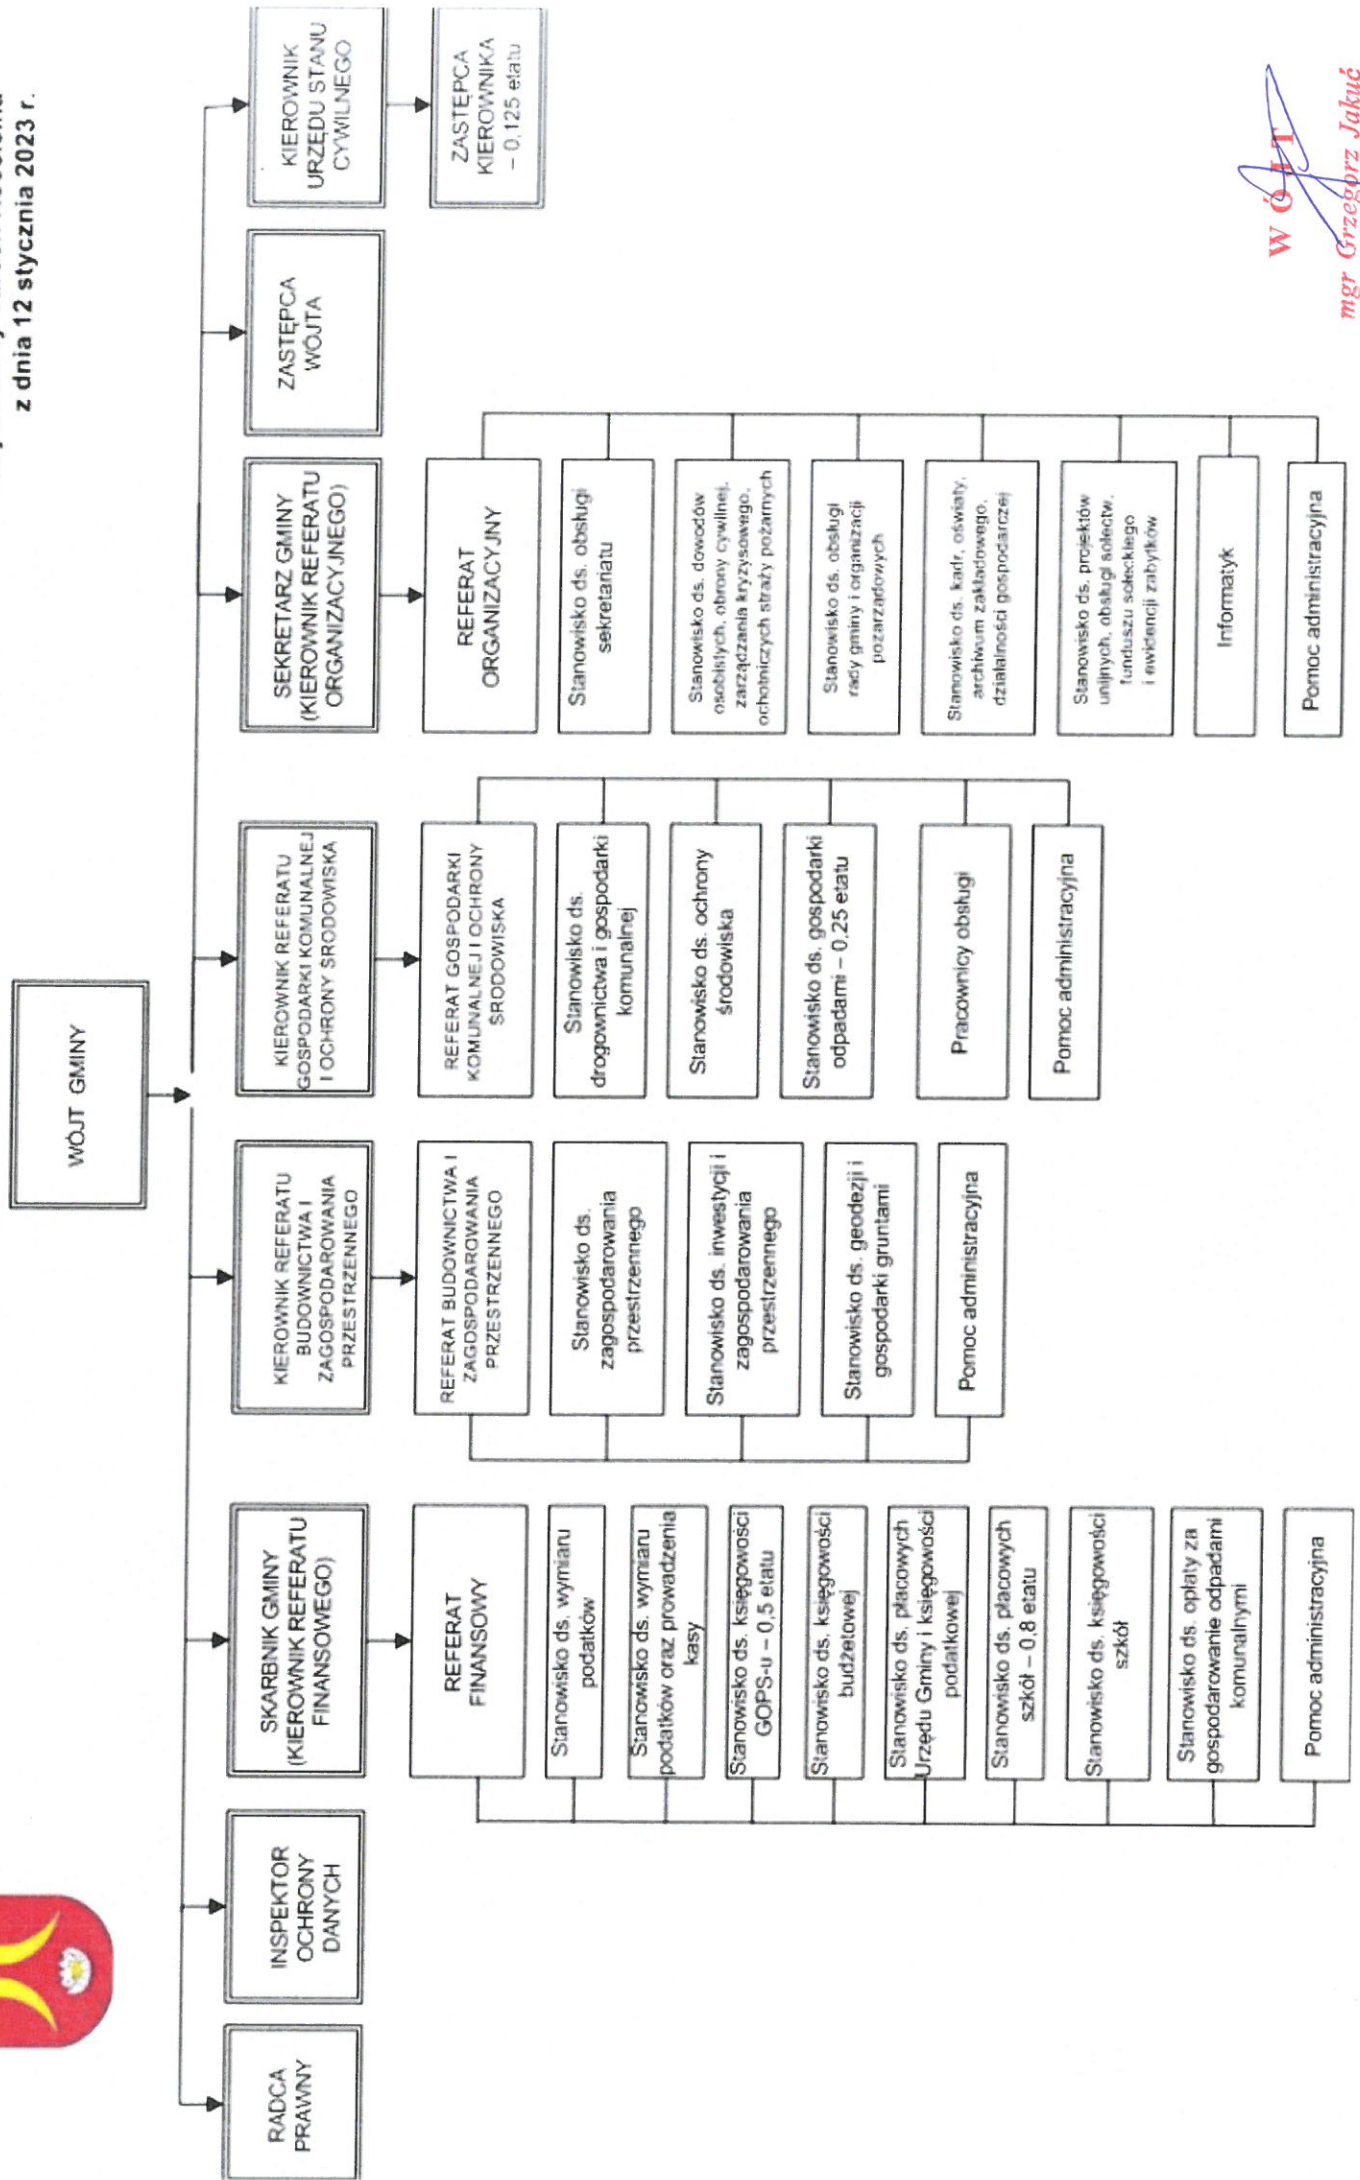 z dnia 12 stycznia 2023 r.
WÓJT GMINY
RADCA
PRAWNY
INSPEKTOR
OCHRONY
DANYCH
SKARBNIK GMINY
(KIEROWNIK REFERATU
FINANSOWEGO)
KIEROWNIK REFERATU
BUDOWNICTWA I
ZAGOSPODAROWANIA
PRZESTRZENNEGO
KIEROWNIK REFERATU
GOSPODARKI KOMUNALNEJ
I OCHRONY ŚRODOWISKA
SEKRETARZ GMINY
(KIEROWNIK REFERATU
ORGANIZACYJNEGO)
ZASTĘPCA
WÓJTA
KIEROWNIK
URZĘDU STANU
CYWILNEGO
REFERAT
FINANSOWY
Stanowisko ds. wymiaru
podatków
Stanowisko ds. wymiaru
podatków oraz prowadzenia
kasy
Stanowisko ds. księgowości
GOPS-u – 0,5 etatu
Stanowisko ds. księgowości
budżetowej
Stanowisko ds. płacowych
Urzędu Gminy i księgowości
podatkowej
Stanowisko ds. płacowych
szkół – 0,8 etatu
Stanowisko ds. księgowości
szkół
Stanowisko ds. opłaty za
gospodarowanie odpadami
komunalnymi
Pomoc administracyjna
REFERAT BUDOWNICTWA I
ZAGOSPODAROWANIA
PRZESTRZENNEGO
Stanowisko ds.
zagospodarowania
przestrzennego
Stanowisko ds. inwestycji i
zagospodarowania
przestrzennego
Stanowisko ds. geodezji i
gospodarki gruntami
Pomoc administracyjna
REFERAT GOSPODARKI
KOMUNALNEJ I OCHRONY
ŚRODOWISKA
Stanowisko ds.
drogownictwa i gospodarki
komunalnej
Stanowisko ds. ochrony
środowiska
Stanowisko ds. gospodarki
odpadami – 0,25 etatu
Pracownicy obsługi
Pomoc administracyjna
REFERAT
ORGANIZACYJNY
Stanowisko ds. obsługi
sekretariatu
Stanowisko ds. dowodów
osobistych, obrony cywilnej,
zarządzania kryzysowego,
ochotniczych straży pożarnych
Stanowisko ds. obsługi
rady gminy i organizacji
pozarządowych
Stanowisko ds. kadr, oświaty,
archiwum zakładowego,
działalności gospodarczej
Stanowisko ds. projektów
unijnych, obsługi sołectw,
funduszu sołeckiego
i ewidencji zabytków
Informatyk
Pomoc administracyjna
ZASTĘPCA
KIEROWNIKA
– 0,125 etatu
WÓJT
mgr Grzegorz Jakuć